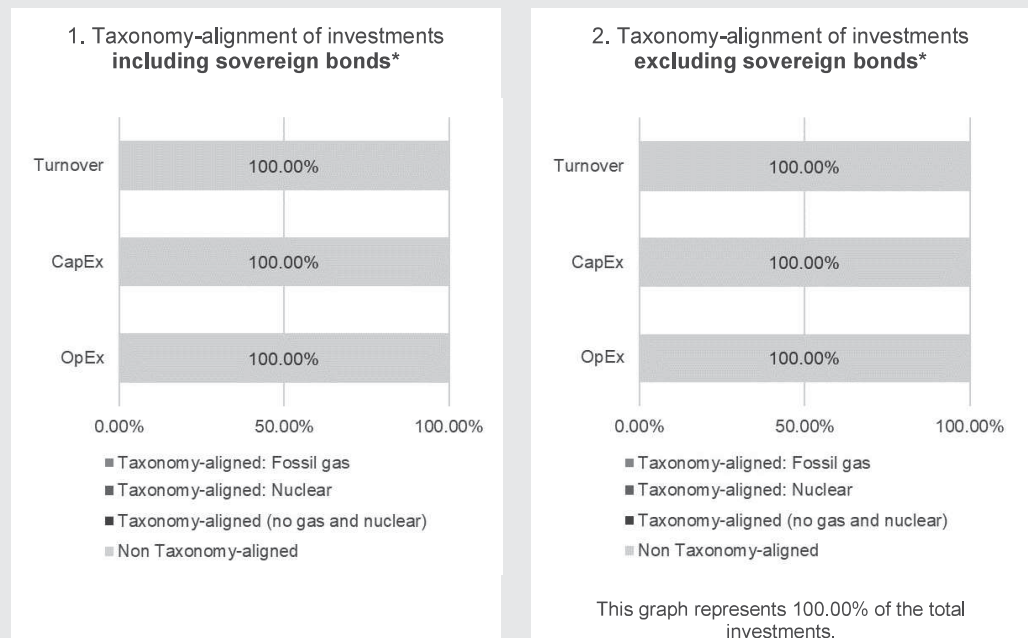 1. Taxonomy-alignment of investments
including sovereign bonds*
Turnover
100.00%
CapEx
100.00%
OpEx
100.00%
0.00%
50.00%
100.00%
Taxonomy-aligned: Fossil gas
Taxonomy-aligned: Nuclear
Taxonomy-aligned (no gas and nuclear)
Non Taxonomy-aligned
2. Taxonomy-alignment of investments
excluding sovereign bonds*
Turnover
100.00%
CapEx
100.00%
OpEx
100.00%
0.00%
50.00%
100.00%
Taxonomy-aligned: Fossil gas
Taxonomy-aligned: Nuclear
Taxonomy-aligned (no gas and nuclear)
Non Taxonomy-aligned
This graph represents 100.00% of the total
investments.